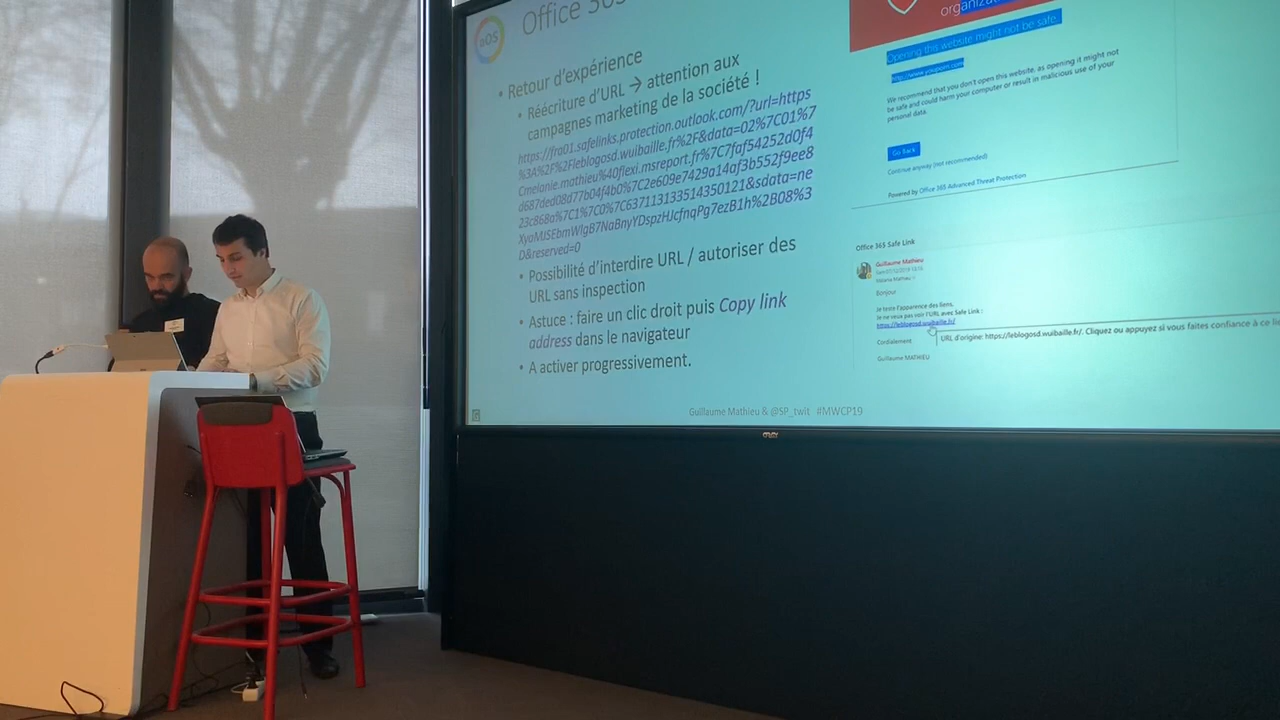 aOS
Office 365
• Retour d'expérience
• Réécriture d'URL → attention aux
campagnes marketing de la société !
https://fra01.safelinks.protection.outlook.com/?url=https
%3A%2F%2Fleblogosd.wuibaille.fr%2F&data=02%7C01%7
Cmelanie.mathieu%40flexi.msreport.fr%7C7faf54252d0f4
d687ded08d77b04f4b0%7C2e609e7429a14af3b552f9ee8
23c868a%7C1%7C0%7C637113133514350121&sdata=ne
XyaMJSEbmWlgB7NaBnyYDspzHJcfnqPg7ezB1h%2B08%3
D&reserved=0
• Possibilité d'interdire URL / autoriser des
URL sans inspection
• Astuce : faire un clic droit puis Copy link
address dans le navigateur
• A activer progressivement.
Opening this website might not be safe.
http://www.youporn.com
We recommend that you don't open this website, as opening it might not
be safe and could harm your computer or result in malicious use of your
personal data.
Go Back
Continue anyway (not recommended)
Powered by Office 365 Advanced Threat Protection
Office 365 Safe Link
Guillaume Mathieu
Bonjour
Je teste l'apparence des liens.
Je ne veux pas voir l'URL avec Safe Link :
https://leblogosd.wuibaille.fr/
URL d'origine: https://leblogosd.wuibaille.fr/. Cliquez ou appuyez si vous faites confiance à ce
Cordialement
Guillaume MATHIEU
Guillaume Mathieu & @SP_twit #MWCP19